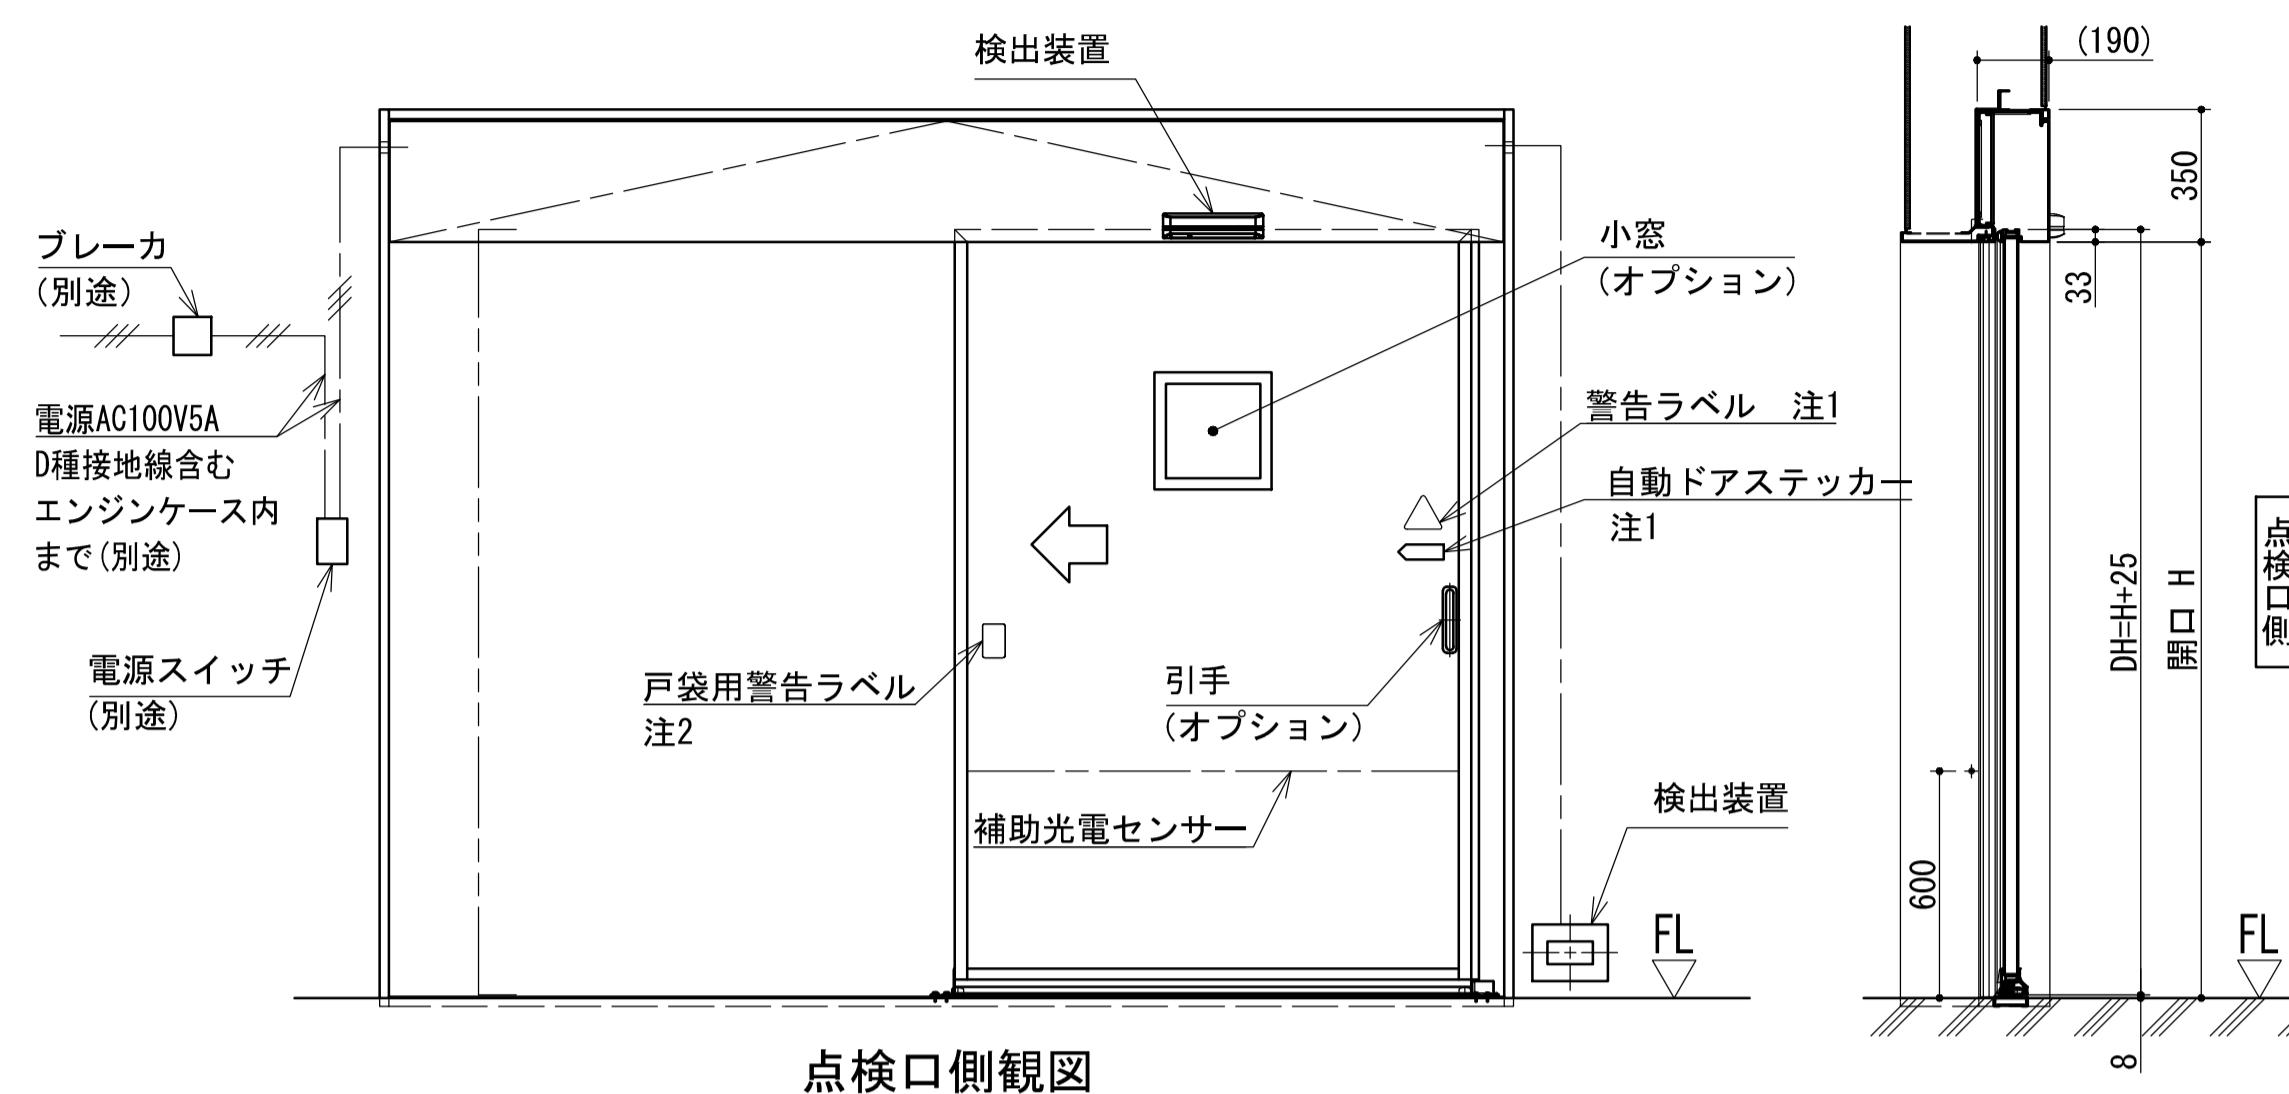 検出装置
(190)
350
ブレーカ
(別途)
小窓
(オプション)
33
電源AC100V5A
D種接地線含む
エンジンケース内
まで(別途)
警告ラベル 注1
自動ドアステッカー
注1
点検口側
DH=H+25
開口 H
電源スイッチ
(別途)
戸袋用警告ラベル
注2
引手
(オプション)
補助光電センサー
検出装置
600
FL
FL
8
点検口側観図